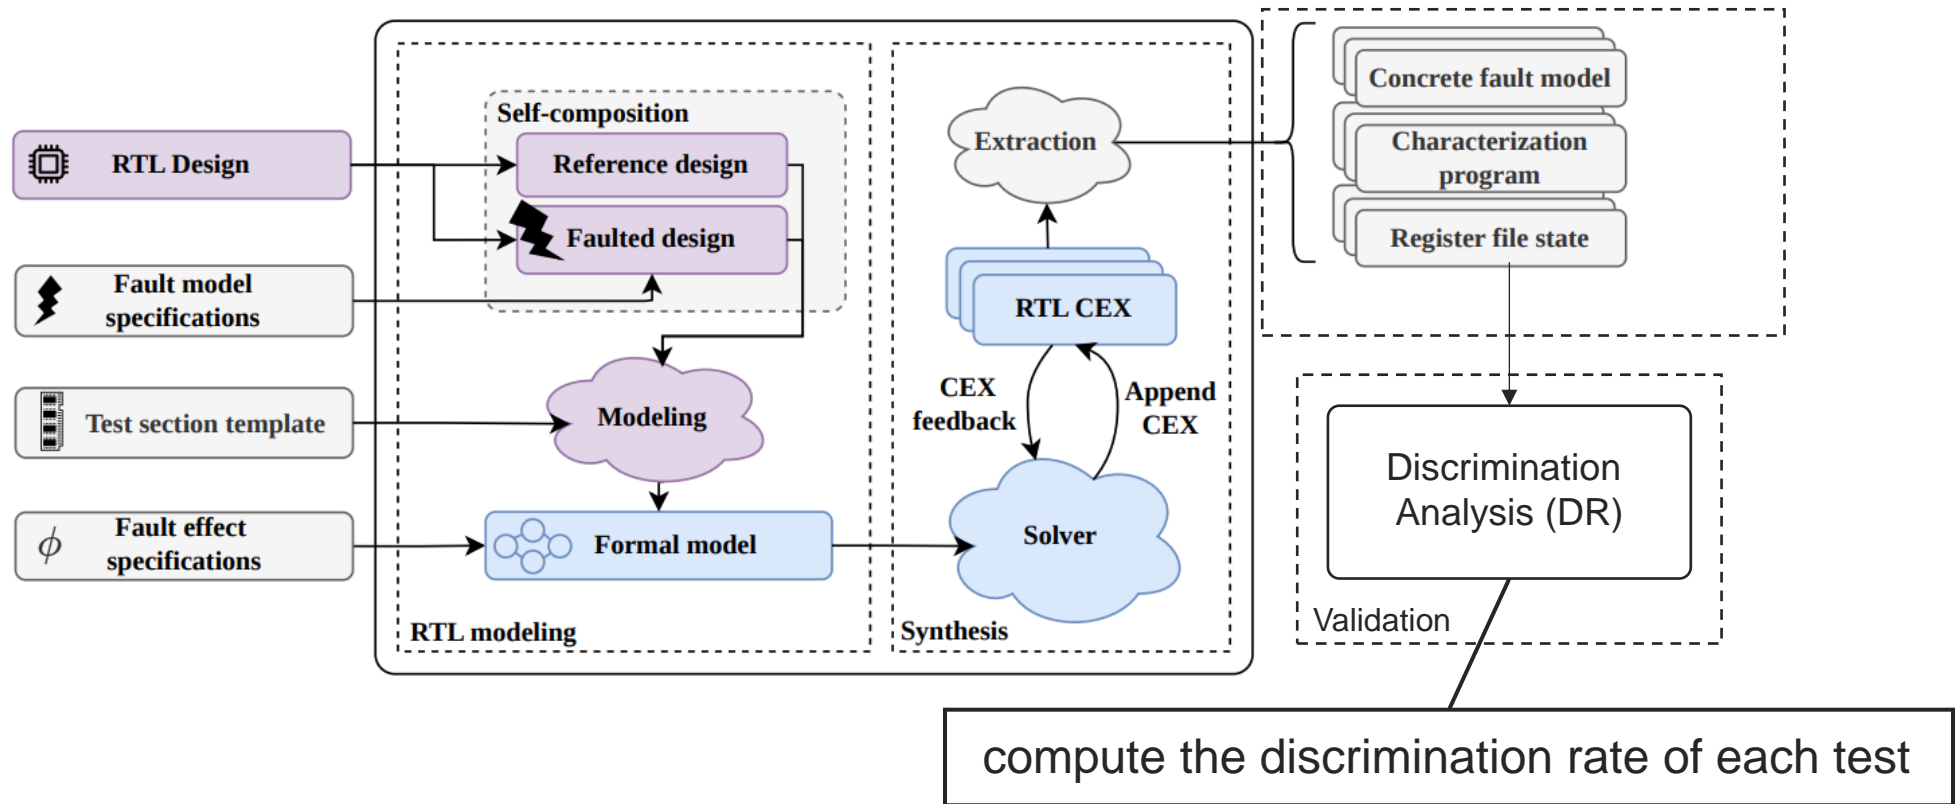 RTL Design
Fault model
specifications
Test section template
ϕ
Fault effect
specifications
Self-composition
Reference design
Faulted design
Modeling
Formal model
RTL modeling
Extraction
RTL CEX
CEX
feedback
Append
CEX
Solver
Synthesis
Concrete fault model
Characterization
program
Register file state
Discrimination
Analysis (DR)
Validation
compute the discrimination rate of each test